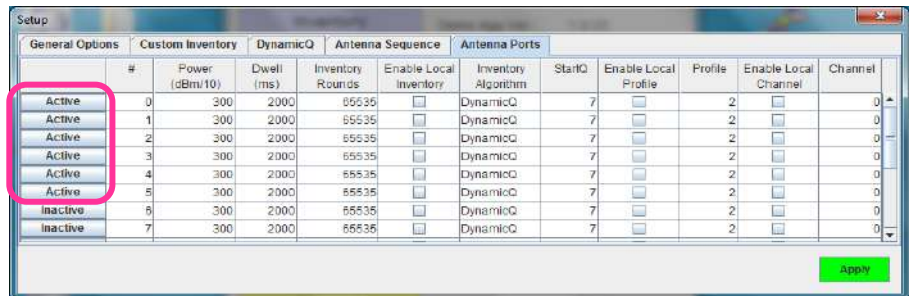 Setup
General Options Custom Inventory DynamicQ Antenna Sequence Antenna Ports
# Power (dBm/10) Dwell (ms) Inventory Rounds Enable Local Inventory Inventory Algorithm StartQ Enable Local Profile Profile Enable Local Channel Channel
Active 0 300 2000 65535 DynamicQ 7 2 0
Active 1 300 2000 65535 DynamicQ 7 2 0
Active 2 300 2000 65535 DynamicQ 7 2 0
Active 3 300 2000 65535 DynamicQ 7 2 0
Active 4 300 2000 65535 DynamicQ 7 2 0
Active 5 300 2000 65535 DynamicQ 7 2 0
Inactive 6 300 2000 65535 DynamicQ 7 2 0
Inactive 7 300 2000 65535 DynamicQ 7 2 0
Apply